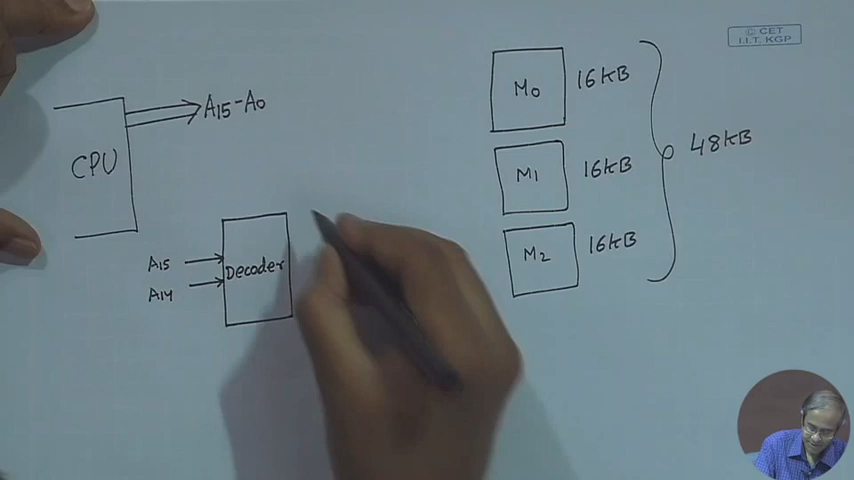 © CET
I.I.T. KGP
A15-A0
CPU
A15
A14
Decoder
M0
16kB
M1
16kB
M2
16kB
48kB